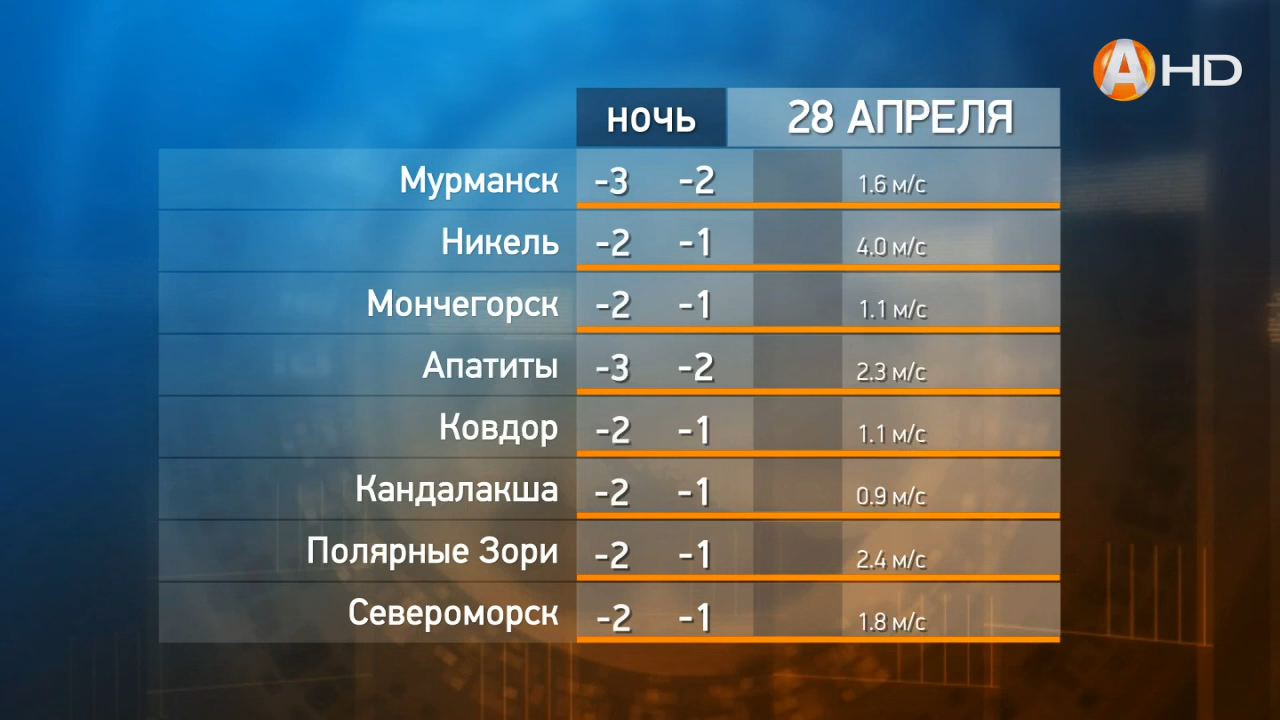 АHD
НОЧЬ 28 АПРЕЛЯ
Мурманск -3 -2 1.6 м/с
Никель -2 -1 4.0 м/с
Мончегорск -2 -1 1.1 м/с
Апатиты -3 -2 2.3 м/с
Ковдор -2 -1 1.1 м/с
Кандалакша -2 -1 0.9 м/с
Полярные Зори -2 -1 2.4 м/с
Североморск -2 -1 1.8 м/с